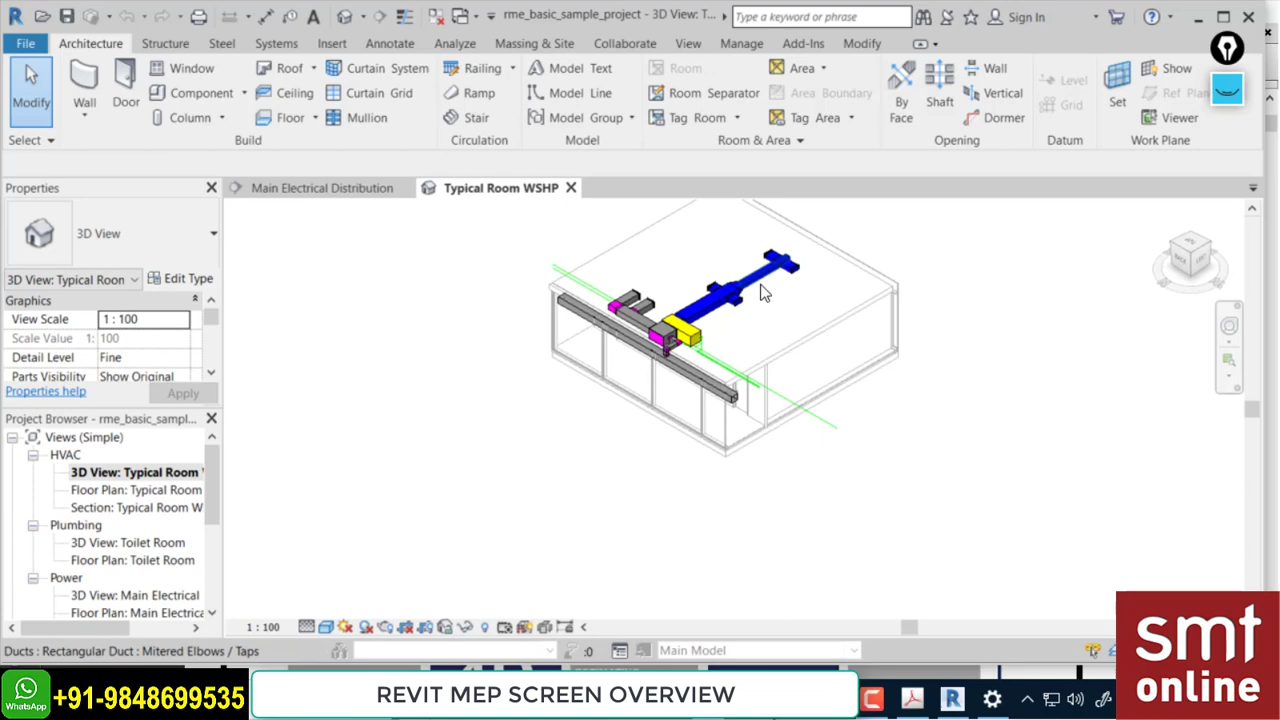 rme_basic_sample_project - 3D View: T...
Type a keyword or phrase
Sign In
File
Architecture
Structure
Steel
Systems
Insert
Annotate
Analyze
Massing & Site
Collaborate
View
Manage
Add-Ins
Modify
Modify
Wall
Door
Window
Component
Column
Roof
Ceiling
Floor
Curtain System
Curtain Grid
Mullion
Railing
Ramp
Stair
Model Text
Model Line
Model Group
Room
Room Separator
Tag Room
Area
Area Boundary
Tag Area
By
Face
Shaft
Wall
Vertical
Dormer
Level
Grid
Set
Show
Ref Plan
Viewer
Select
Build
Circulation
Model
Room & Area
Opening
Datum
Work Plane
Properties
Main Electrical Distribution
Typical Room WSHP
3D View
3D View: Typical Roon
Edit Type
Graphics
View Scale
1 : 100
Scale Value 1:
100
Detail Level
Fine
Parts Visibility
Show Original
Properties help
Apply
Project Browser - rme_basic_sampl...
Views (Simple)
HVAC
3D View: Typical Room
Floor Plan: Typical Room
Section: Typical Room W
Plumbing
3D View: Toilet Room
Floor Plan: Toilet Room
Power
3D View: Main Electrical
Floor Plan: Main Electrica
1 : 100
Ducts : Rectangular Duct : Mitered Elbows / Taps
:0
Main Model
WhatsApp
+91-9848699535
REVIT MEP SCREEN OVERVIEW
smt
online